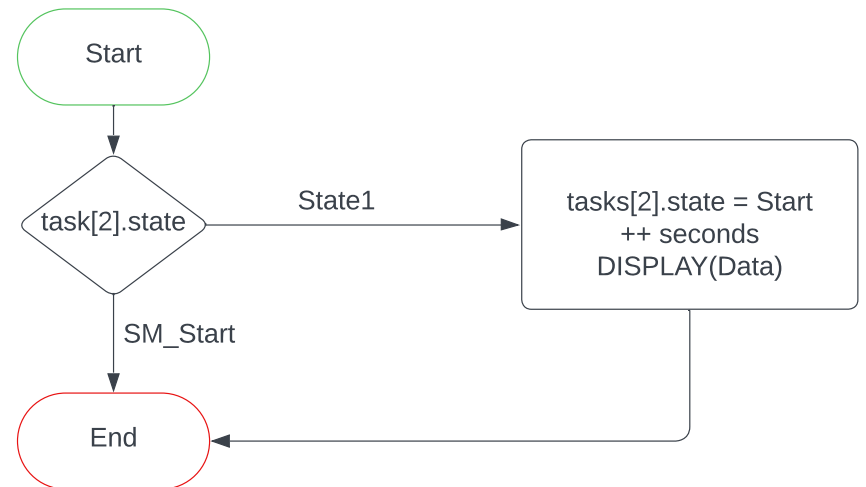 Start
task[2].state
State1
tasks[2].state = Start
++ seconds
DISPLAY(Data)
SM_Start
End